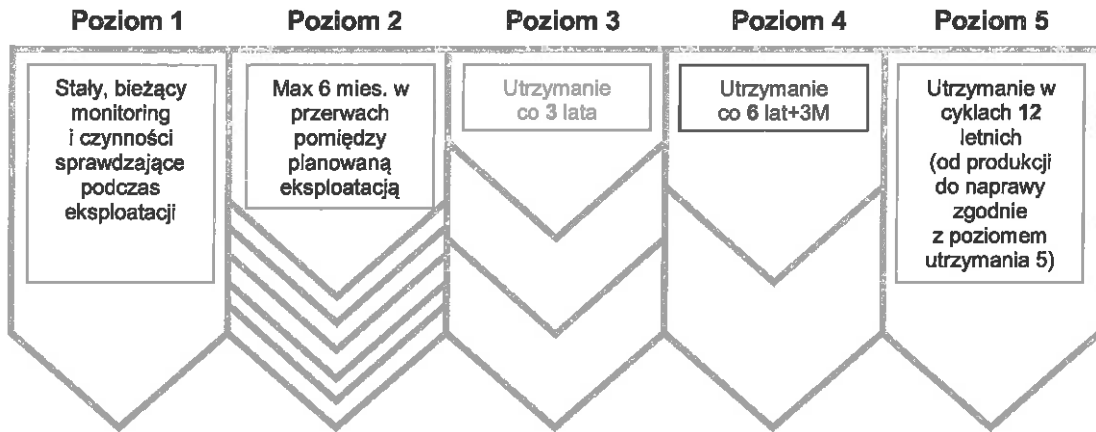 Poziom 1
Poziom 2
Poziom 3
Poziom 4
Poziom 5
Stały, bieżący
monitoring
i czynności
sprawdzające
podczas
eksploatacji
Max 6 mies. w
przerwach
pomiędzy
planowaną
eksploatacją
Utrzymanie
co 3 lata
Utrzymanie
co 6 lat+3M
Utrzymanie w
cyklach 12
letnich
(od produkcji
do naprawy
zgodnie
z poziomem
utrzymania 5)